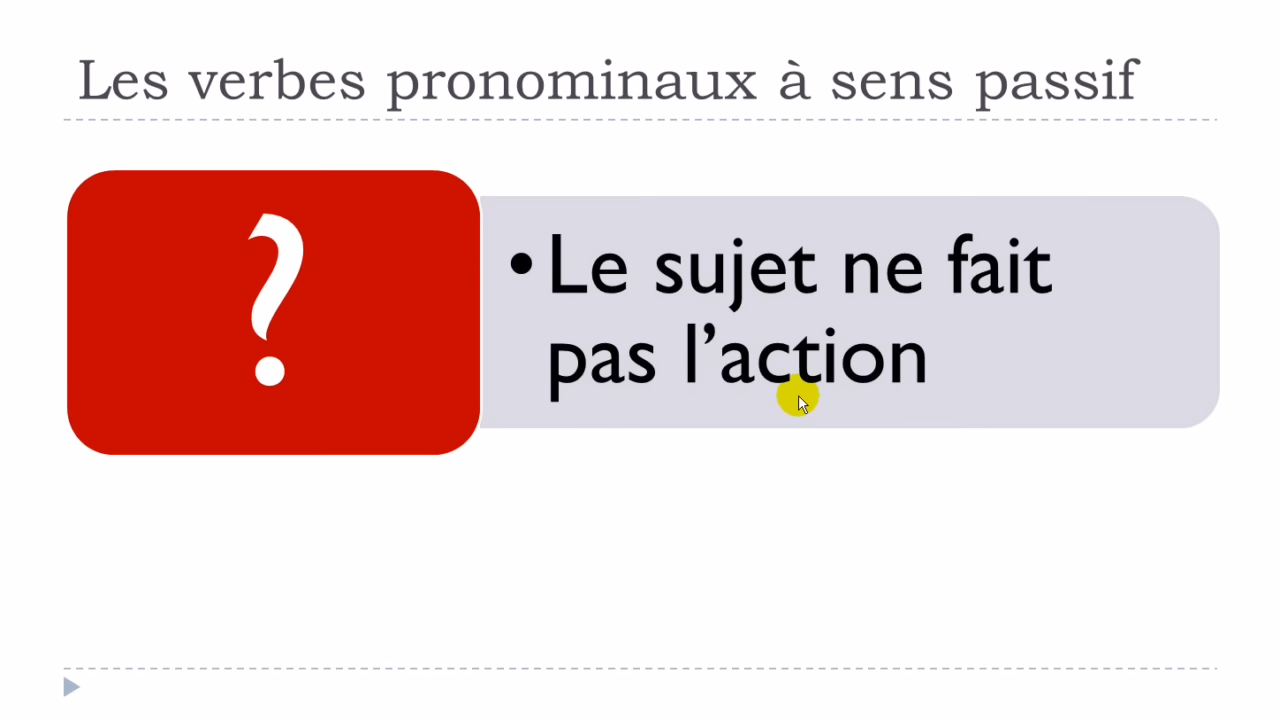 Les verbes pronominaux à sens passif
?
•Le sujet ne fait
pas l’action